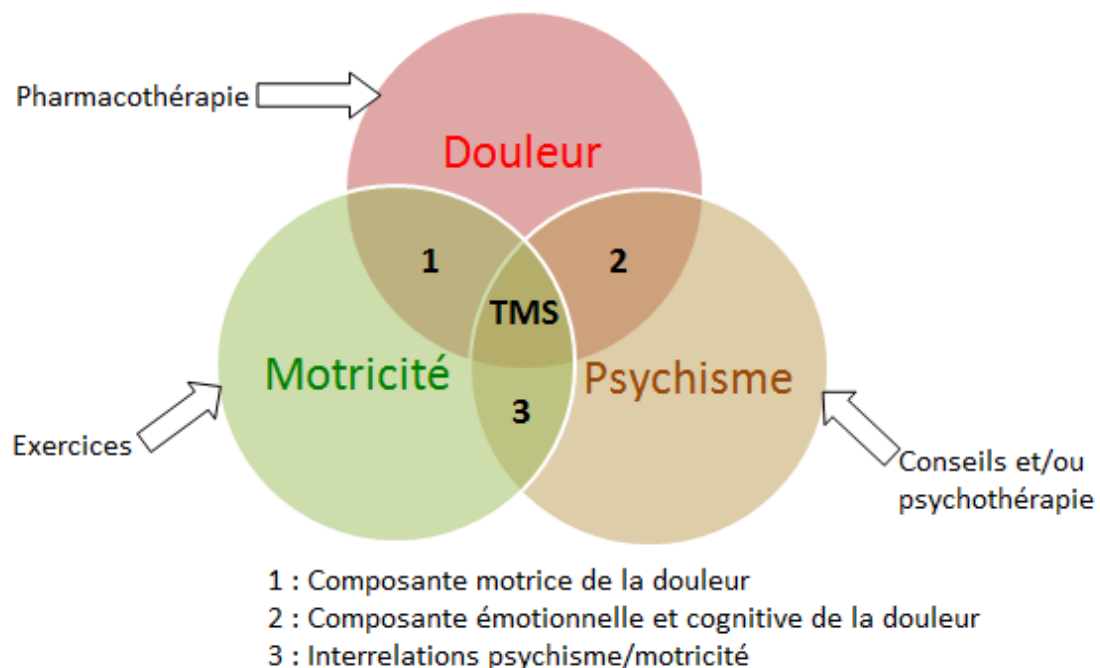 Pharmacothérapie
Douleur
1
2
TMS
Motricité
Psychisme
3
Exercices
Conseils et/ou
psychothérapie
1 : Composante motrice de la douleur
2 : Composante émotionnelle et cognitive de la douleur
3 : Interrelations psychisme/motricité